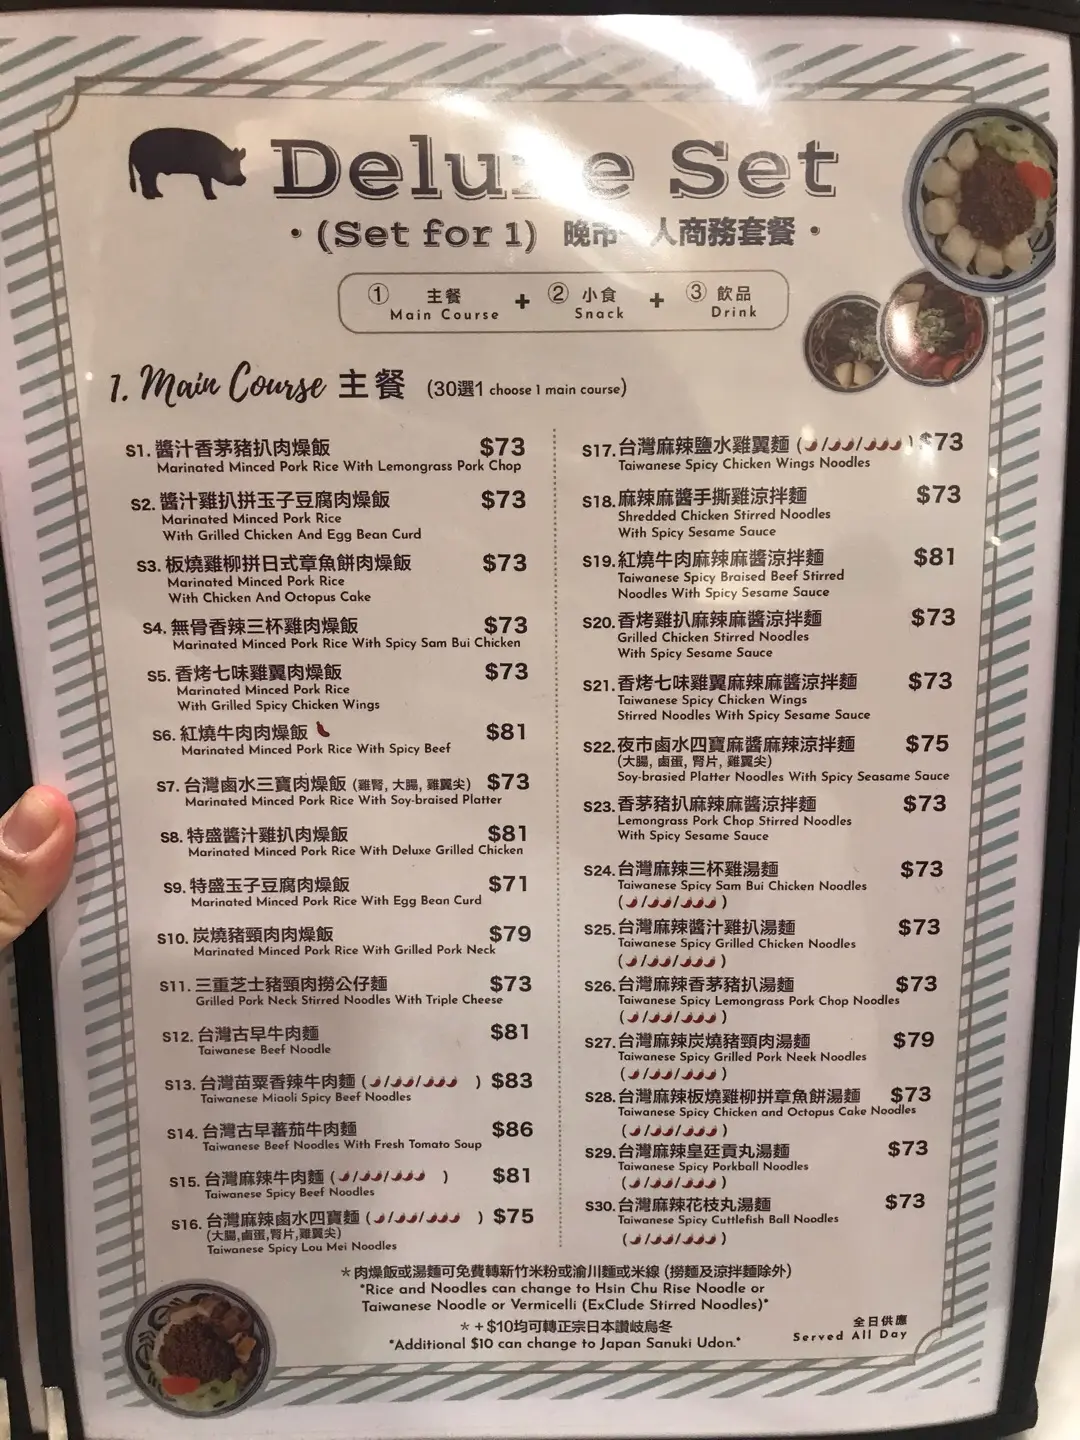 Deluxe Set
• (Set for 1) 晚市一人商務套餐 •
① 主餐 + ② 小食 + ③ 飲品
Main Course Snack Drink
1. Main Course 主餐 (30選1 choose 1 main course)
S1. 醬汁香茅豬扒肉燥飯 $73
Marinated Minced Pork Rice With Lemongrass Pork Chop
S2. 醬汁雞扒拼玉子豆腐肉燥飯 $73
Marinated Minced Pork Rice
With Grilled Chicken And Egg Bean Curd
S3. 板燒雞柳拼日式章魚餅肉燥飯 $73
Marinated Minced Pork Rice
With Chicken And Octopus Cake
S4. 無骨香辣三杯雞肉燥飯 $73
Marinated Minced Pork Rice With Spicy Sam Bui Chicken
S5. 香烤七味雞翼肉燥飯 $73
Marinated Minced Pork Rice
With Grilled Spicy Chicken Wings
S6. 紅燒牛肉肉燥飯 $81
Marinated Minced Pork Rice With Spicy Beef
S7. 台灣鹵水三寶肉燥飯 (雞腎, 大腸, 雞翼尖) $73
Marinated Minced Pork Rice With Soy-braised Platter
S8. 特盛醬汁雞扒肉燥飯 $81
Marinated Minced Pork Rice With Deluxe Grilled Chicken
S9. 特盛玉子豆腐肉燥飯 $71
Marinated Minced Pork Rice With Egg Bean Curd
S10. 炭燒豬頸肉肉燥飯 $79
Marinated Minced Pork Rice With Grilled Pork Neck
S11. 三重芝士豬頸肉撈公仔麵 $73
Grilled Pork Neck Stirred Noodles With Triple Cheese
S12. 台灣古早牛肉麵 $81
Taiwanese Beef Noodle
S13. 台灣苗粟香辣牛肉麵 ( / / ) $83
Taiwanese Miaoli Spicy Beef Noodles
S14. 台灣古早蕃茄牛肉麵 $86
Taiwanese Beef Noodles With Fresh Tomato Soup
S15. 台灣麻辣牛肉麵 ( / / ) $81
Taiwanese Spicy Beef Noodles
S16. 台灣麻辣鹵水四寶麵 ( / / ) $75
(大腸,鹵蛋,腎片,雞翼尖)
Taiwanese Spicy Lou Mei Noodles
S17. 台灣麻辣鹽水雞翼麵 ( / / ) $73
Taiwanese Spicy Chicken Wings Noodles
S18. 麻辣麻醬手撕雞涼拌麵 $73
Shredded Chicken Stirred Noodles
With Spicy Sesame Sauce
S19. 紅燒牛肉麻辣麻醬涼拌麵 $81
Taiwanese Spicy Braised Beef Stirred
Noodles With Spicy Sesame Sauce
S20. 香烤雞扒麻辣麻醬涼拌麵 $73
Grilled Chicken Stirred Noodles
With Spicy Sesame Sauce
S21. 香烤七味雞翼麻辣麻醬涼拌麵 $73
Taiwanese Spicy Chicken Wings
Stirred Noodles With Spicy Sesame Sauce
S22. 夜市鹵水四寶麻醬麻辣涼拌麵 $75
(大腸, 鹵蛋, 腎片, 雞翼尖)
Soy-brasied Platter Noodles With Spicy Seasame Sauce
S23. 香茅豬扒麻辣麻醬涼拌麵 $73
Lemongrass Pork Chop Stirred Noodles
With Spicy Sesame Sauce
S24. 台灣麻辣三杯雞湯麵 $73
Taiwanese Spicy Sam Bui Chicken Noodles
( / / )
S25. 台灣麻辣醬汁雞扒湯麵 $73
Taiwanese Spicy Grilled Chicken Noodles
( / / )
S26. 台灣麻辣香茅豬扒湯麵 $73
Taiwanese Spicy Lemongrass Pork Chop Noodles
( / / )
S27. 台灣麻辣炭燒豬頸肉湯麵 $79
Taiwanese Spicy Grilled Pork Neek Noodles
( / / )
S28. 台灣麻辣板燒雞柳拼章魚餅湯麵 $73
Taiwanese Spicy Chicken and Octopus Cake Noodles
( / / )
S29. 台灣麻辣皇廷貢丸湯麵 $73
Taiwanese Spicy Porkball Noodles
( / / )
S30. 台灣麻辣花枝丸湯麵 $73
Taiwanese Spicy Cuttlefish Ball Noodles
( / / )
*肉燥飯或湯麵可免費轉新竹米粉或渝川麵或米線 (撈麵及涼拌麵除外)
*Rice and Noodles can change to Hsin Chu Rise Noodle or
Taiwanese Noodle or Vermicelli (ExClude Stirred Noodles)*
*+$10均可轉正宗日本讚岐烏冬
*Additional $10 can change to Japan Sanuki Udon.*
全日供應
Served All Day